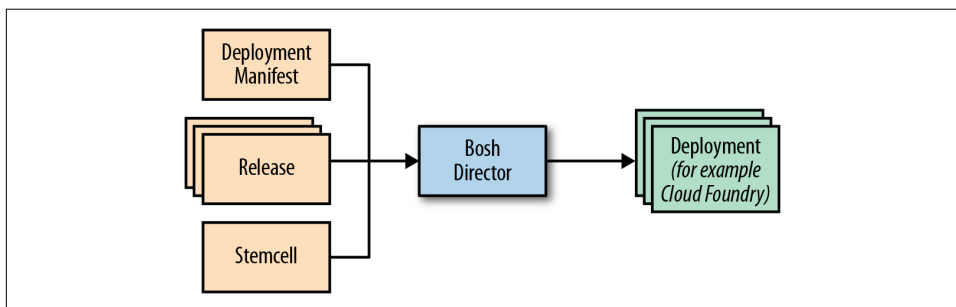 Deployment
Manifest
Release
Stemcell
Bosh
Director
Deployment
(for example
Cloud Foundry)